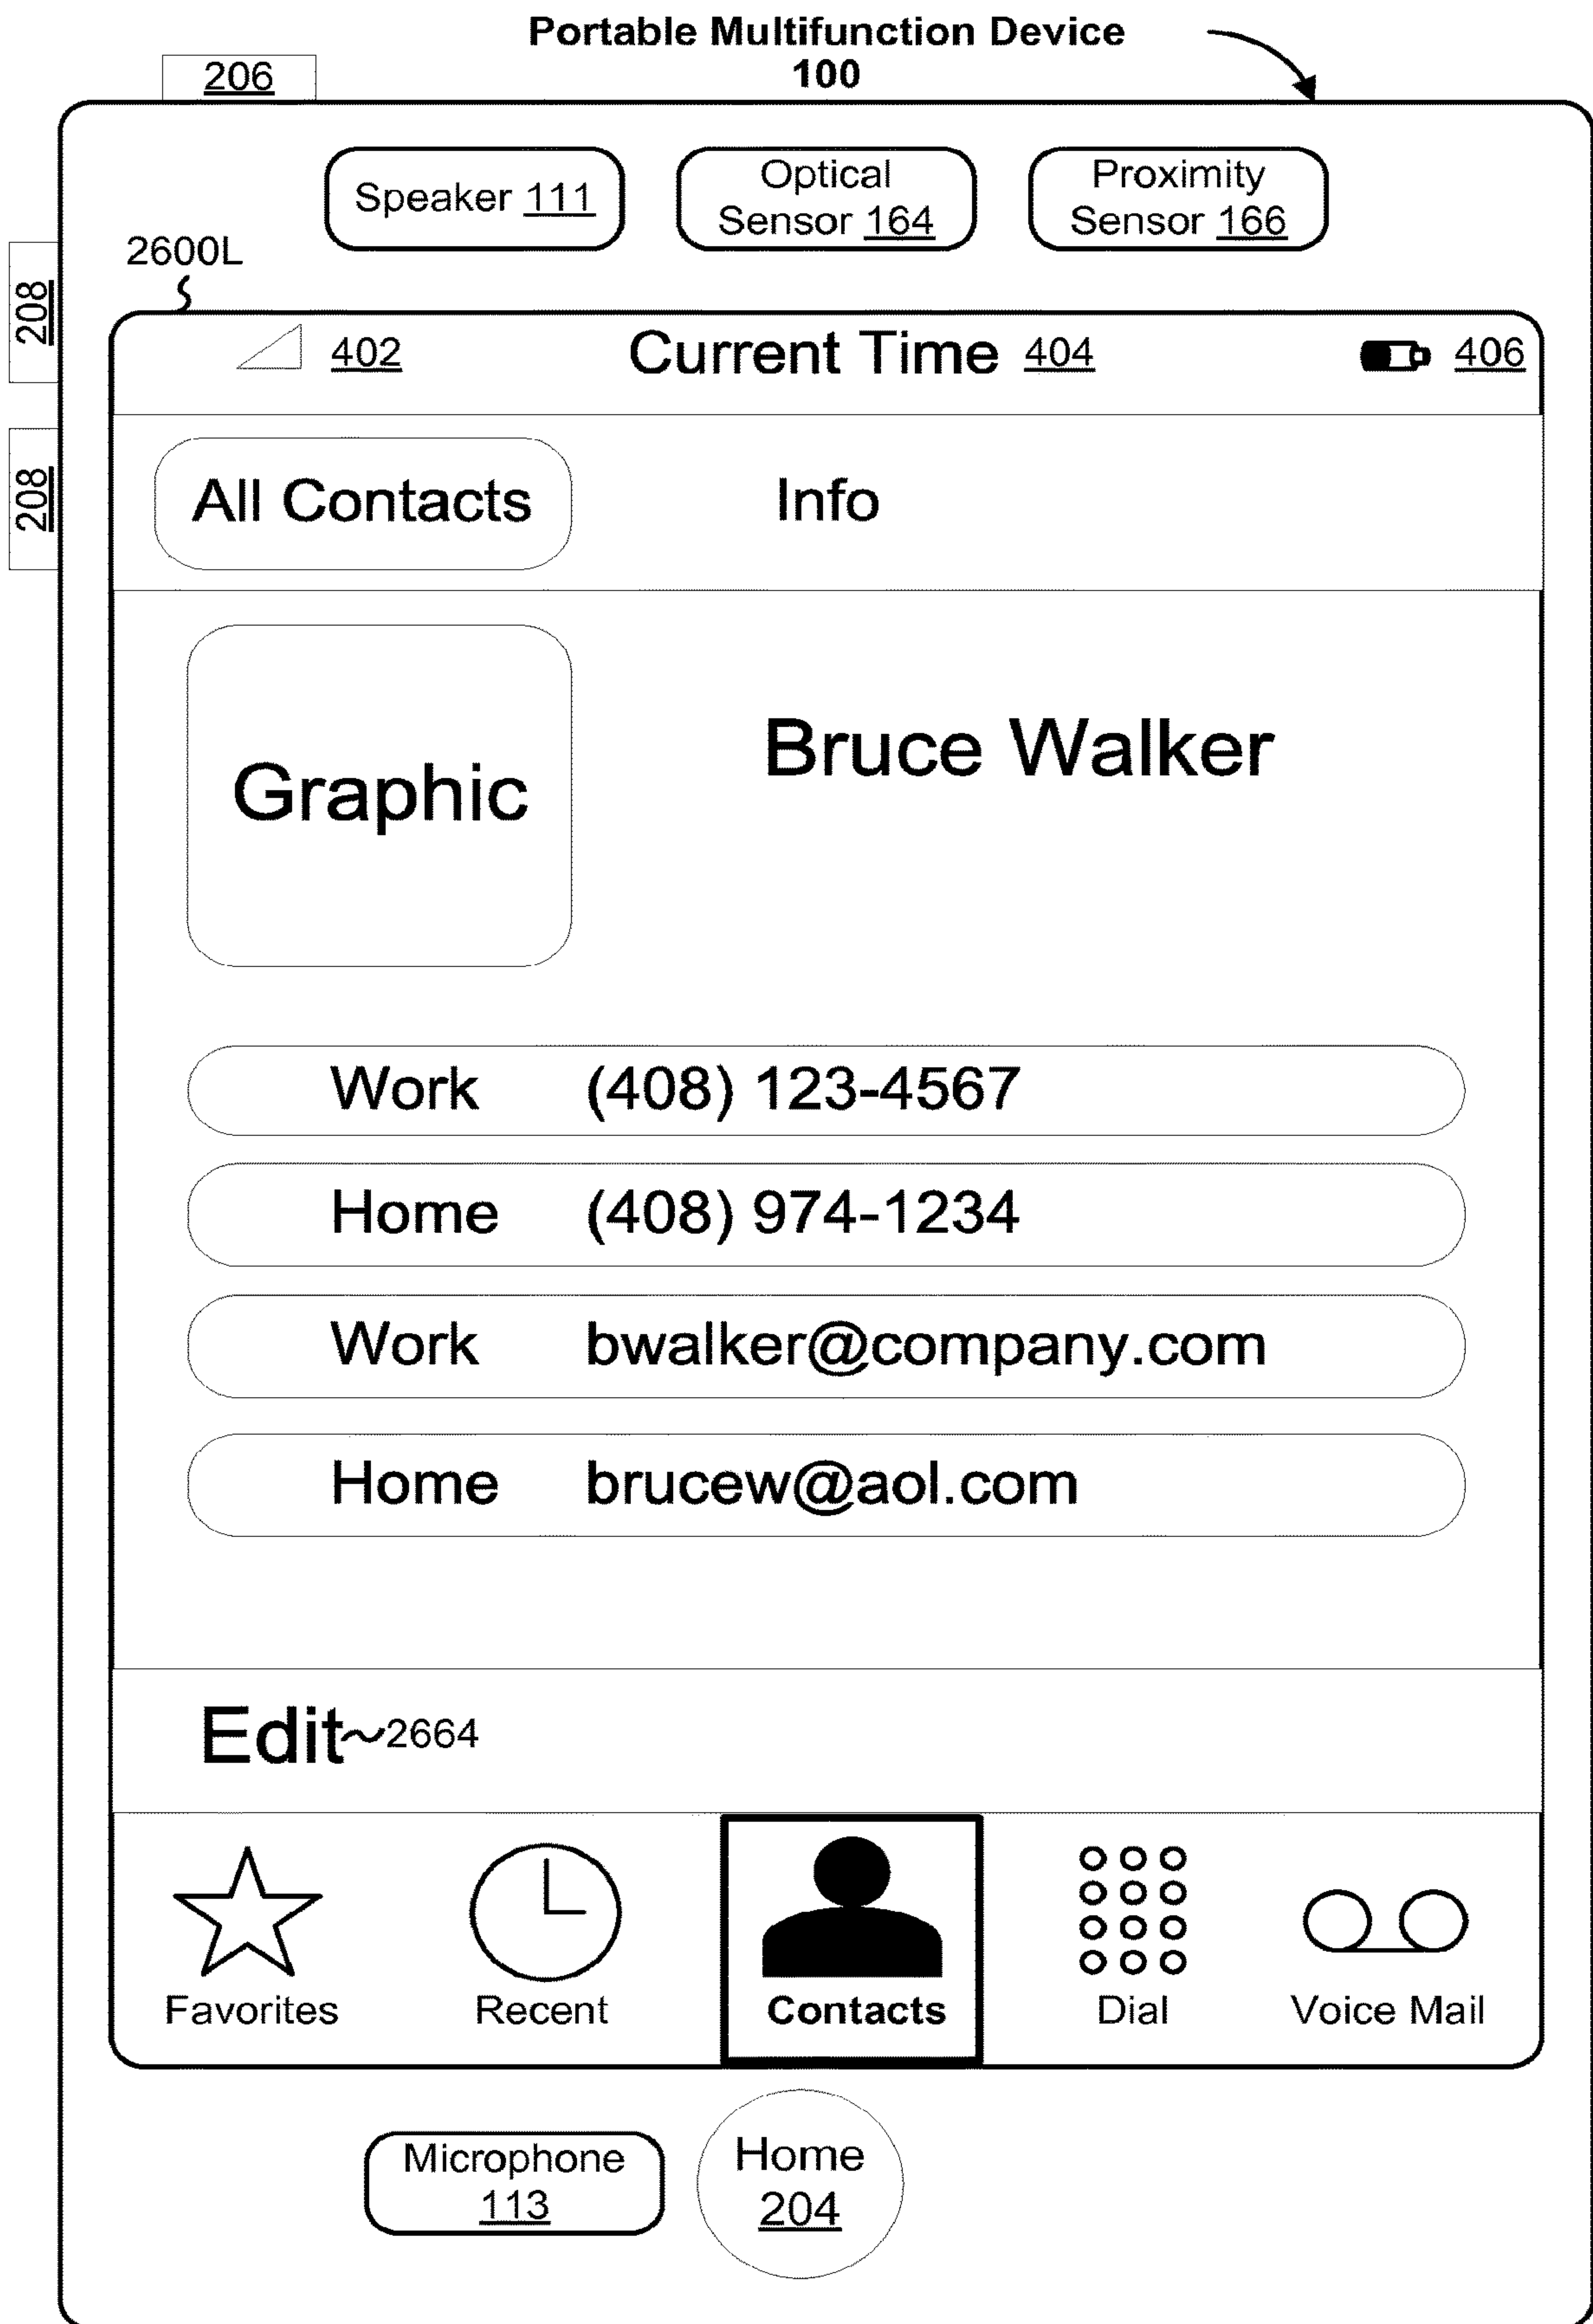 Portable Multifunction Device
100
206
Speaker 111
Optical
Sensor 164
Proximity
Sensor 166
2600L
208
402
Current Time 404
406
208
All Contacts
Info
Graphic
Bruce Walker
Work (408) 123-4567
Home (408) 974-1234
Work bwalker@company.com
Home brucew@aol.com
Edit~2664
Favorites
Recent
Contacts
Dial
Voice Mail
Microphone
113
Home
204